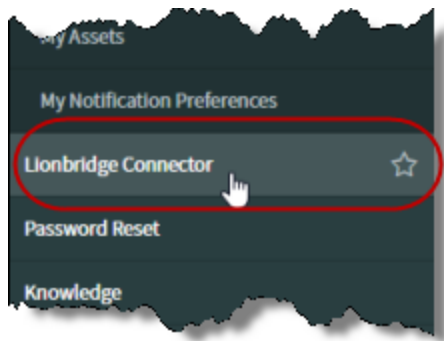 My Assets
My Notification Preferences
Lionbridge Connector
Password Reset
Knowledge